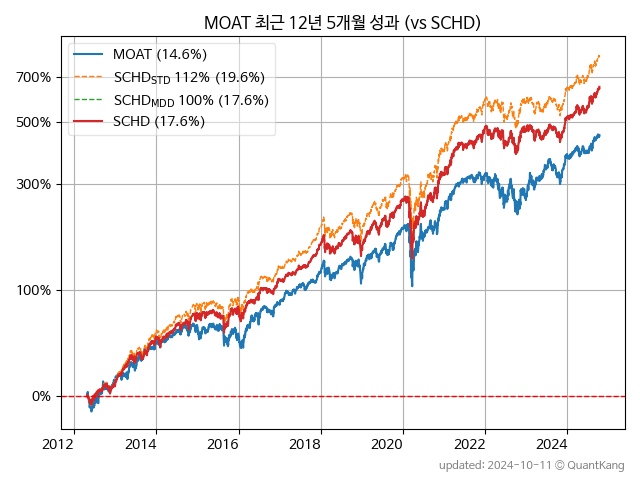 MOAT 최근 12년 5개월 성과 (vs SCHD)
MOAT (14.6%)
SCHD_STD 112% (19.6%)
SCHD_MDD 100% (17.6%)
SCHD (17.6%)
700%
500%
300%
100%
0%
2012 2014 2016 2018 2020 2022 2024
updated: 2024-10-11 © QuantKang